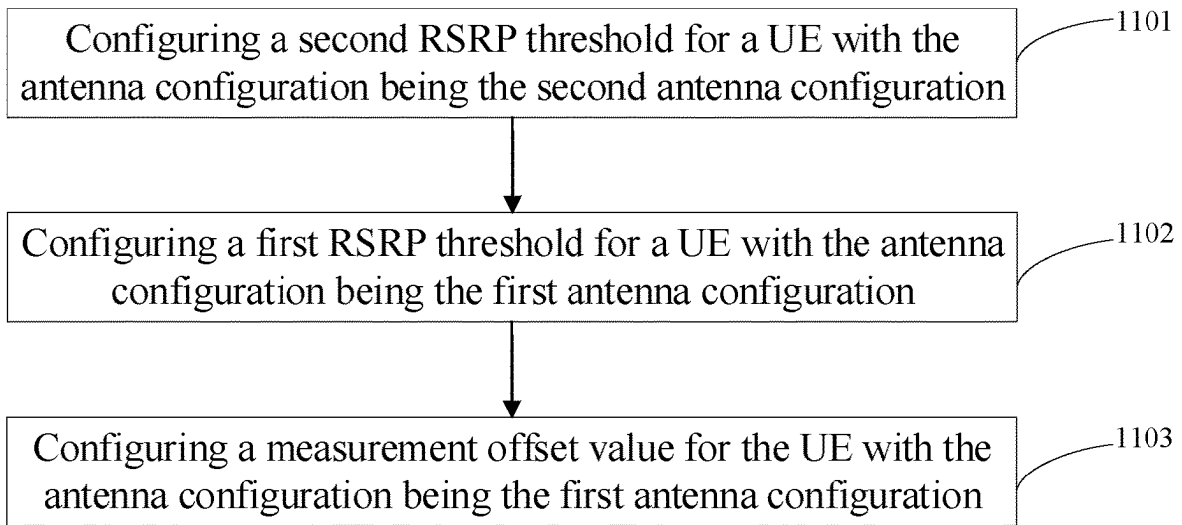 Configuring a second RSRP threshold for a UE with the
antenna configuration being the second antenna configuration
1101
Configuring a first RSRP threshold for a UE with the antenna
configuration being the first antenna configuration
1102
Configuring a measurement offset value for the UE with the
antenna configuration being the first antenna configuration
1103